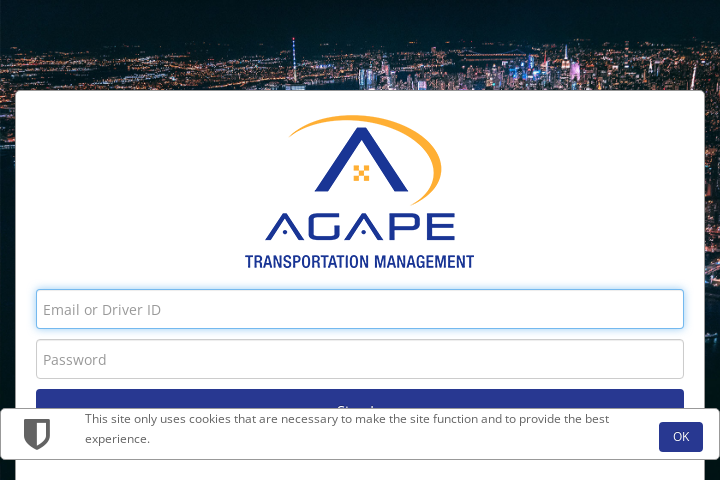 AGAPE
TRANSPORTATION MANAGEMENT
Email or Driver ID
Password
This site only uses cookies that are necessary to make the site function and to provide the best
experience.
OK